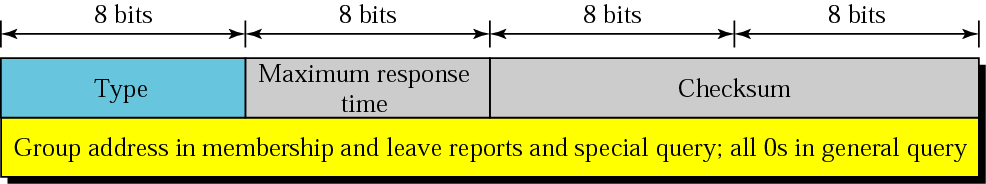 8 bits 8 bits 8 bits 8 bits
Type
Maximum response
time
Checksum
Group address in membership and leave reports and special query; all 0s in general query